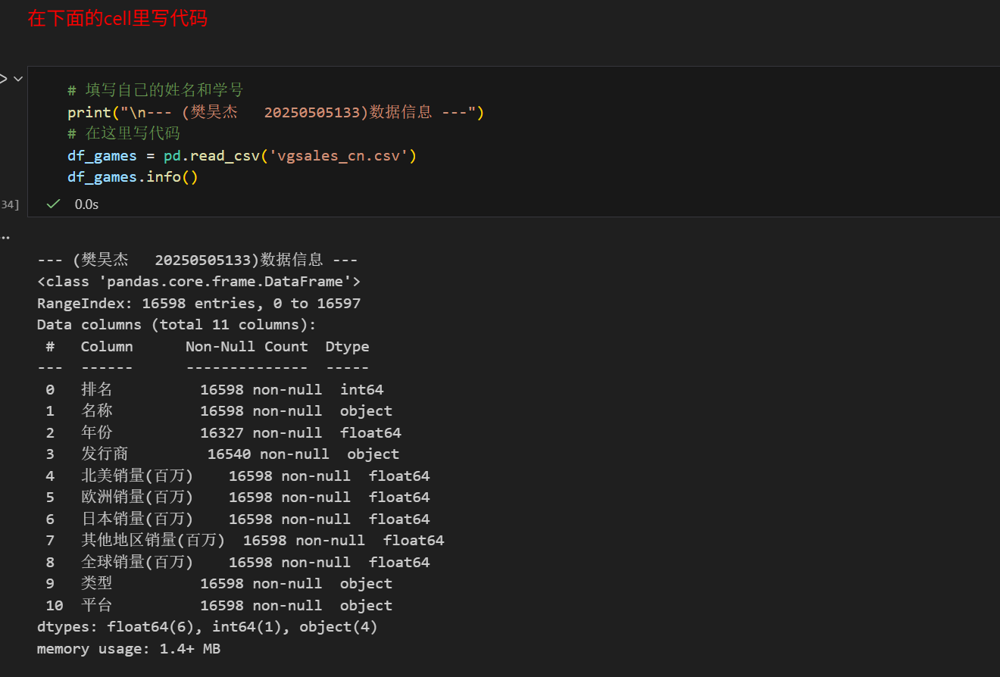 在下面的cell里写代码
# 填写自己的姓名和学号
print("\n--- (樊昊杰   20250505133)数据信息 ---")
# 在这里写代码
df_games = pd.read_csv('vgsales_cn.csv')
df_games.info()
34]
0.0s
...
--- (樊昊杰   20250505133)数据信息 ---
<class 'pandas.core.frame.DataFrame'>
RangeIndex: 16598 entries, 0 to 16597
Data columns (total 11 columns):
 #   Column      Non-Null Count  Dtype
---  ------      --------------  -----
 0   排名          16598 non-null  int64
 1   名称          16598 non-null  object
 2   年份          16327 non-null  float64
 3   发行商         16540 non-null  object
 4   北美销量(百万)    16598 non-null  float64
 5   欧洲销量(百万)    16598 non-null  float64
 6   日本销量(百万)    16598 non-null  float64
 7   其他地区销量(百万)  16598 non-null  float64
 8   全球销量(百万)    16598 non-null  float64
 9   类型          16598 non-null  object
 10  平台          16598 non-null  object
dtypes: float64(6), int64(1), object(4)
memory usage: 1.4+ MB